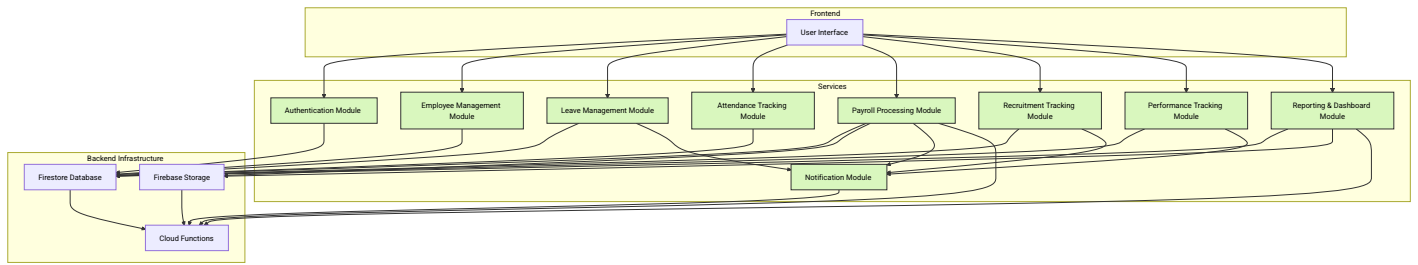 Frontend
User Interface
Services
Authentication Module
Employee Management
Module
Leave Management Module
Attendance Tracking
Module
Payroll Processing Module
Recruitment Tracking
Module
Performance Tracking
Module
Reporting & Dashboard
Module
Backend Infrastructure
Firestore Database
Firebase Storage
Notification Module
Cloud Functions